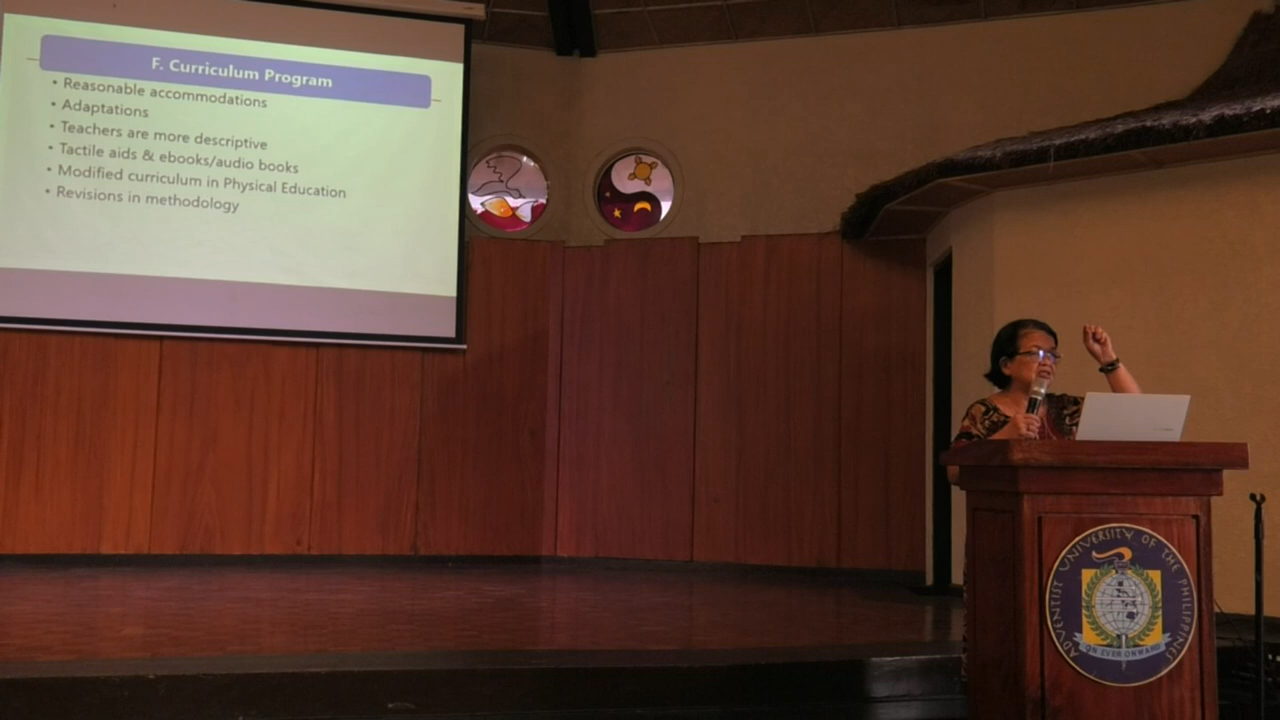 F. Curriculum Program
• Reasonable accommodations
• Adaptations
• Teachers are more descriptive
• Tactile aids & ebooks/audio books
• Modified curriculum in Physical Education
• Revisions in methodology
ADVENTIST UNIVERSITY OF THE PHILIPPINES
ON EVER ONWARD